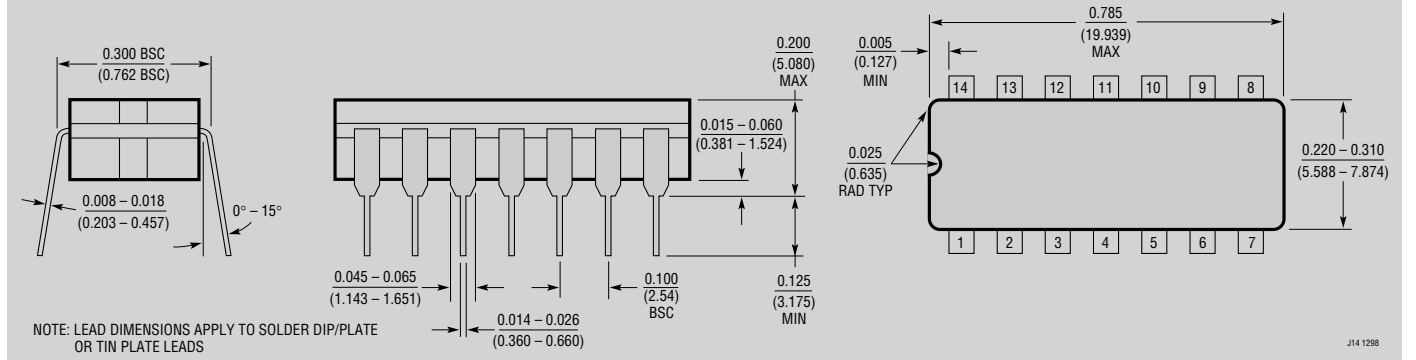 0.300 BSC
(0.762 BSC)
0.008 – 0.018
(0.203 – 0.457)
0° – 15°
0.200
(5.080)
MAX
0.015 – 0.060
(0.381 – 1.524)
0.045 – 0.065
(1.143 – 1.651)
0.100
(2.54)
BSC
0.125
(3.175)
MIN
0.014 – 0.026
(0.360 – 0.660)
0.785
(19.939)
MAX
0.005
(0.127)
MIN
14 13 12 11 10 9 8
0.025
(0.635)
RAD TYP
0.220 – 0.310
(5.588 – 7.874)
1 2 3 4 5 6 7
NOTE: LEAD DIMENSIONS APPLY TO SOLDER DIP/PLATE
OR TIN PLATE LEADS
J14 1298